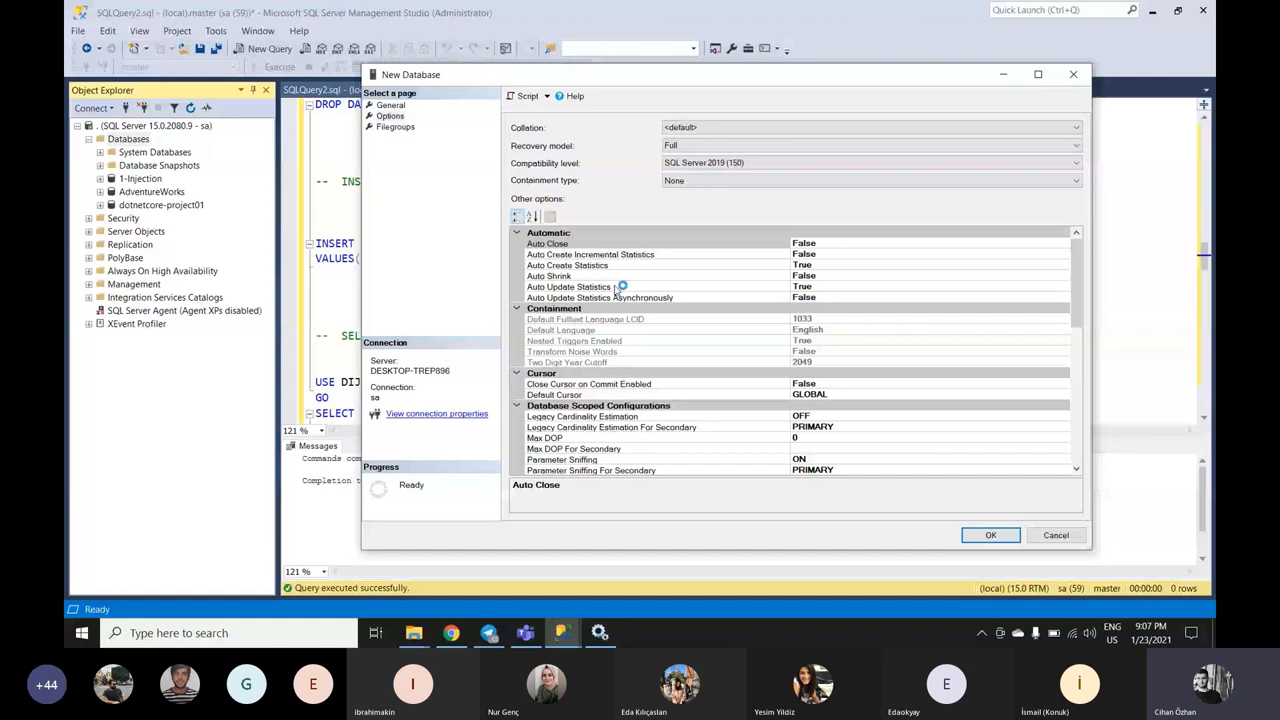 SQLQuery2.sql - (local).master (sa (59))* - Microsoft SQL Server Management Studio (Administrator)
Quick Launch (Ctrl+Q)
File Edit View Project Tools Window Help
New Query
master
Execute
Object Explorer
Connect
. (SQL Server 15.0.2080.9 - sa)
Databases
System Databases
Database Snapshots
1-Injection
AdventureWorks
dotnetcore-project01
Security
Server Objects
Replication
PolyBase
Always On High Availability
Management
Integration Services Catalogs
SQL Server Agent (Agent XPs disabled)
XEvent Profiler
SQLQuery2.sql
DROP DA
-- INS
INSERT
VALUES(
-- SEL
USE DIJ
GO
SELECT
121 %
Messages
Commands com
Completion t
121 %
Query executed successfully.
(local) (15.0 RTM) sa (59) master 00:00:00 0 rows
New Database
Select a page
General
Options
Filegroups
Connection
Server:
DESKTOP-TREP896
Connection:
sa
View connection properties
Progress
Ready
Script Help
Collation: <default>
Recovery model: Full
Compatibility level: SQL Server 2019 (150)
Containment type: None
Other options:
Automatic
Auto Close False
Auto Create Incremental Statistics False
Auto Create Statistics True
Auto Shrink False
Auto Update Statistics True
Auto Update Statistics Asynchronously False
Containment
Default Fulltext Language LCID 1033
Default Language English
Nested Triggers Enabled True
Transform Noise Words False
Two Digit Year Cutoff 2049
Cursor
Close Cursor on Commit Enabled False
Default Cursor GLOBAL
Database Scoped Configurations
Legacy Cardinality Estimation OFF
Legacy Cardinality Estimation For Secondary PRIMARY
Max DOP 0
Max DOP For Secondary
Parameter Sniffing ON
Parameter Sniffing For Secondary PRIMARY
Auto Close
OK Cancel
Ready
Type here to search
ENG
9:07 PM
1/23/2021
+44
G
E
I
E
İ
ibrahimakin
Nur Genç
Eda Kılıçaslan
Yesim Yildiz
Edaokyay
İsmail (Konuk)
Cihan Özhan